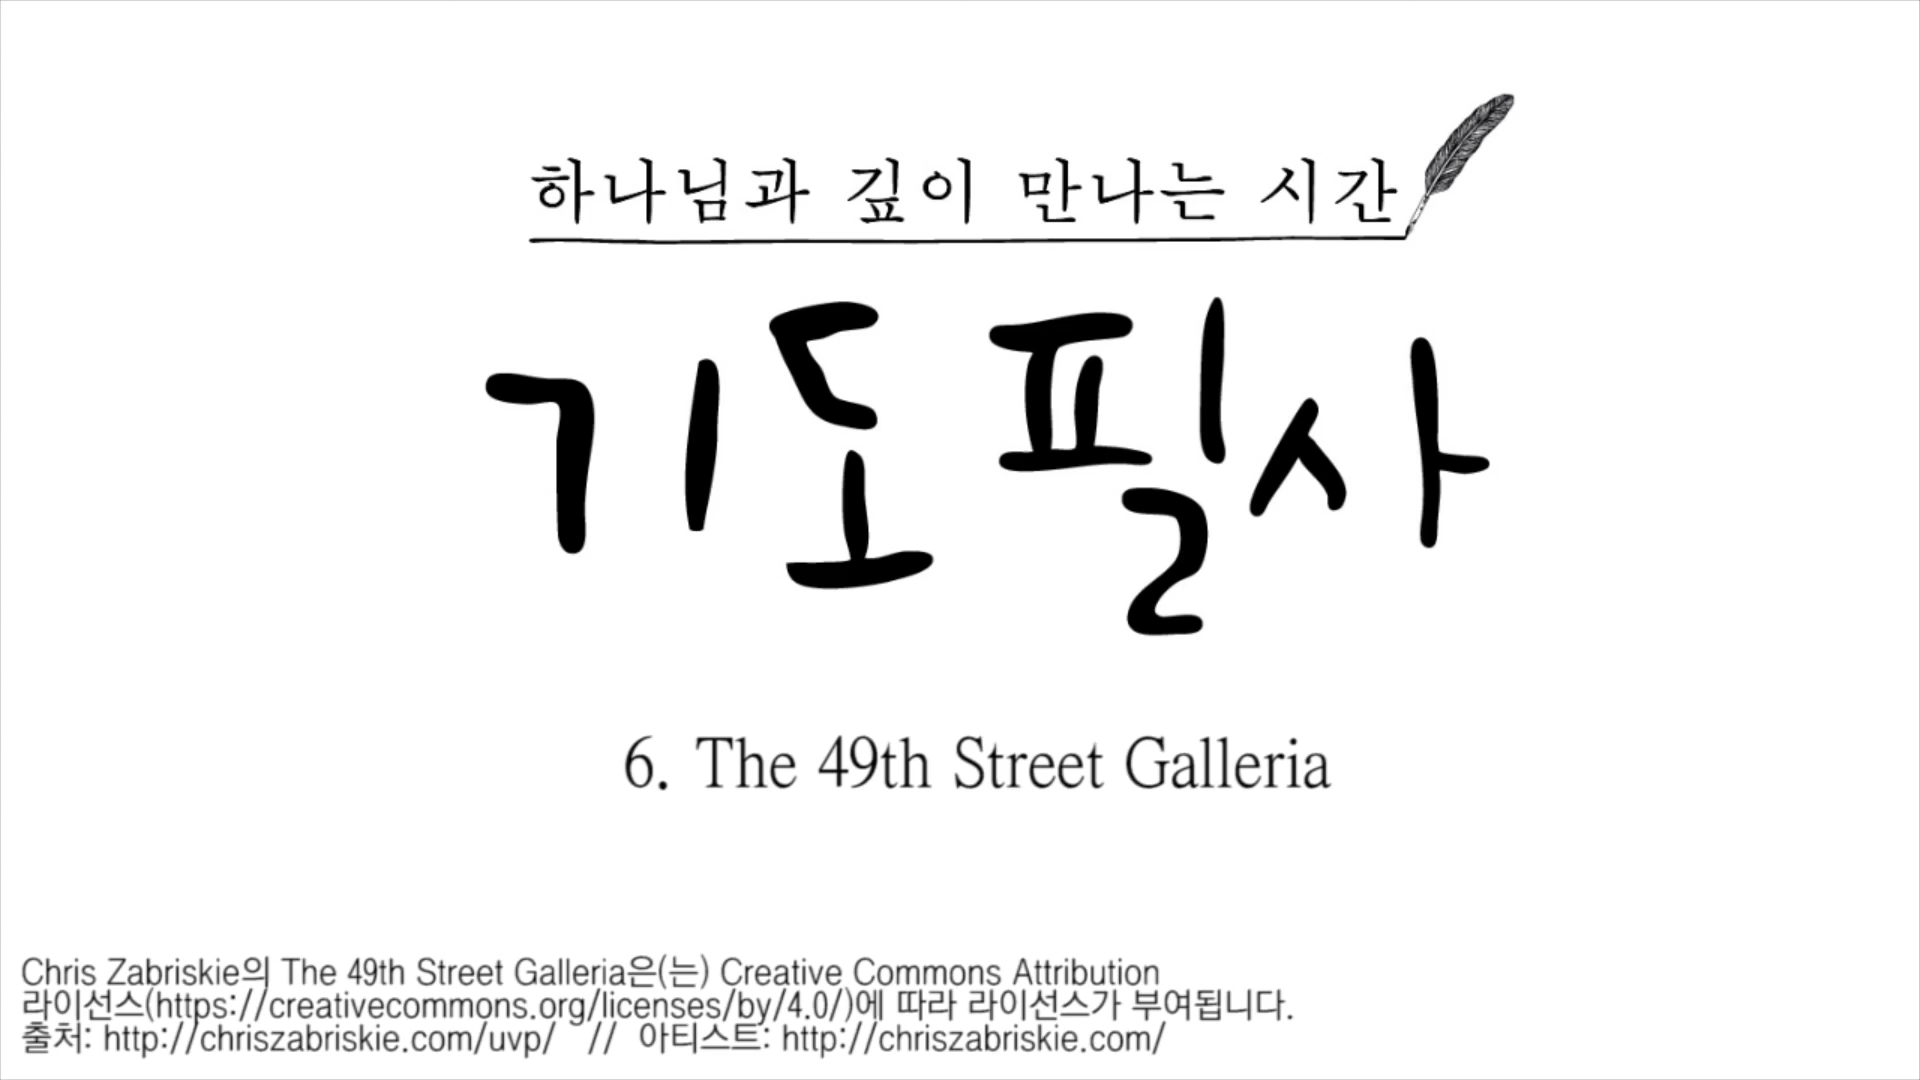 하나님과 깊이 만나는 시간
기도필사
6. The 49th Street Galleria
Chris Zabriskie의 The 49th Street Galleria은(는) Creative Commons Attribution
라이선스(https://creativecommons.org/licenses/by/4.0/)에 따라 라이선스가 부여됩니다.
출처: http://chriszabriskie.com/uvp/ // 아티스트: http://chriszabriskie.com/